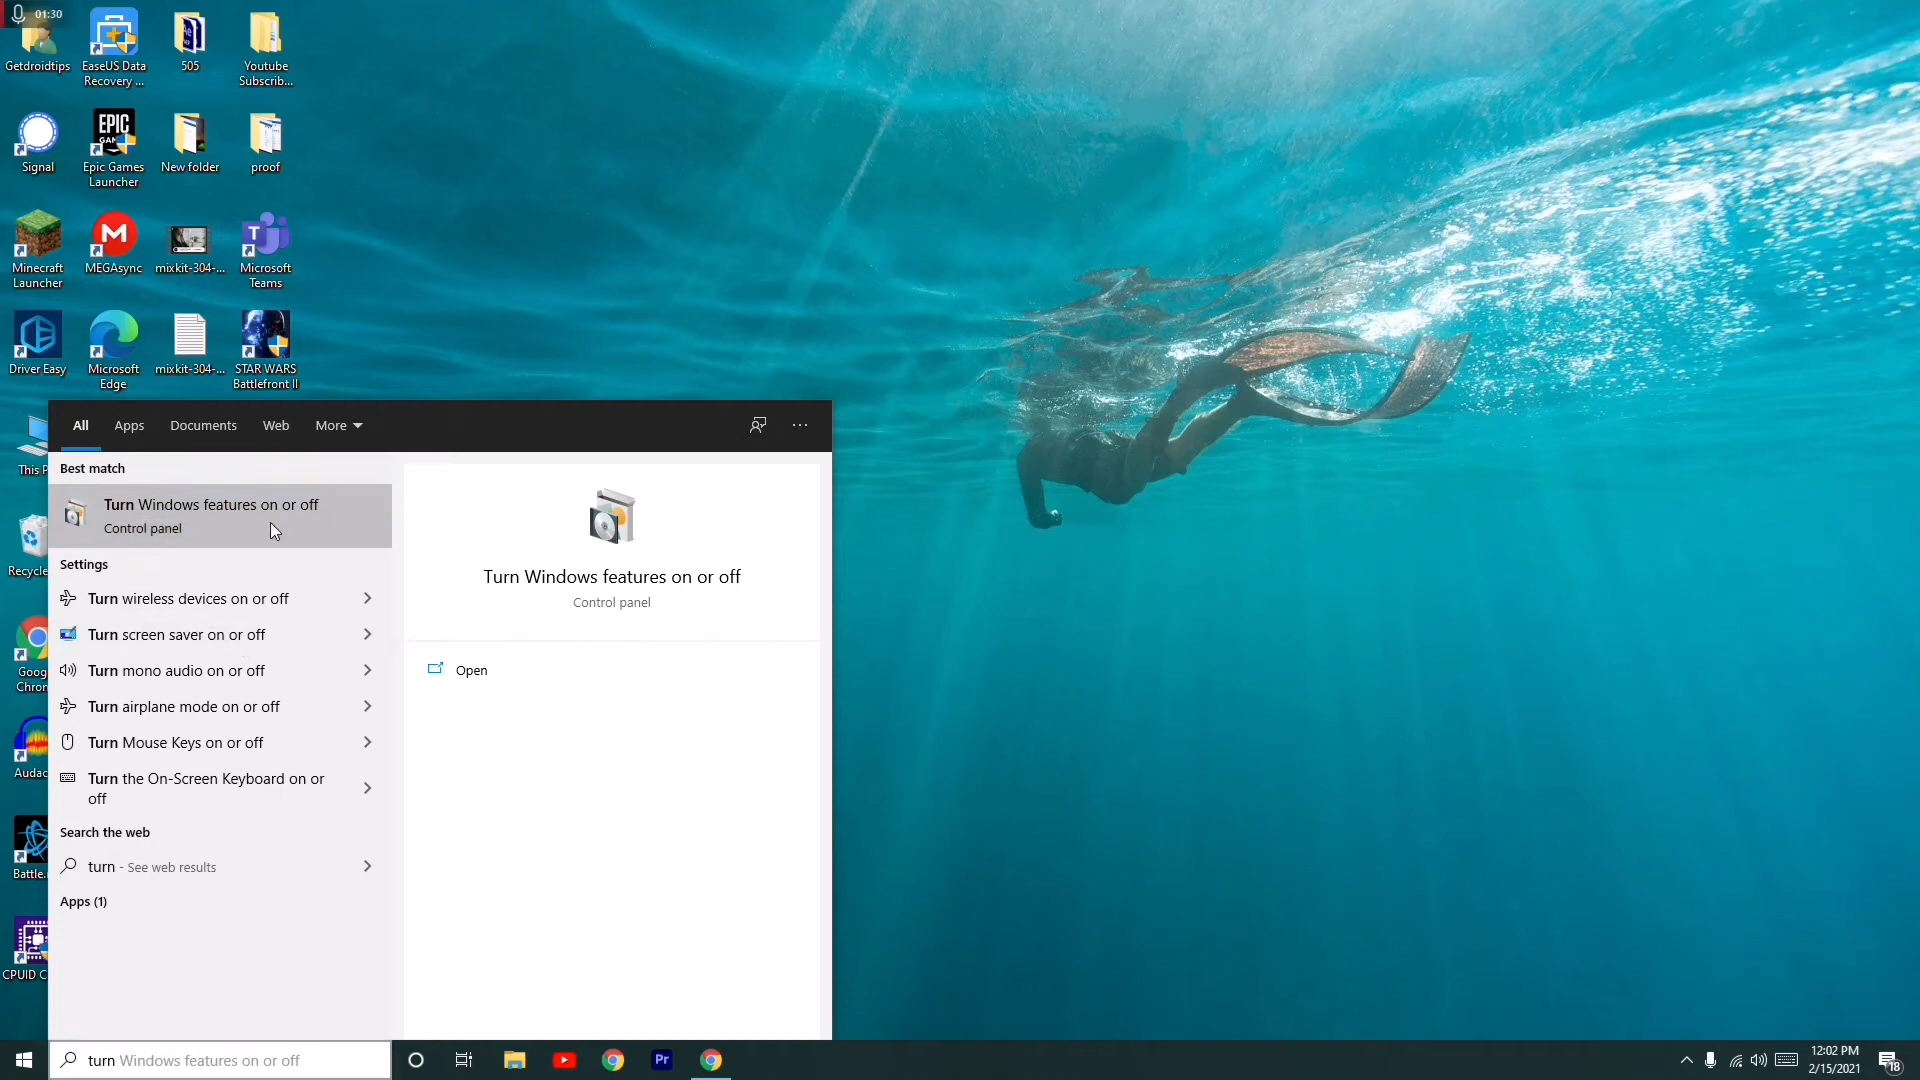 01:30
Getdroidtips
EaseUS Data
Recovery ...
505
Youtube
Subscrib...
Signal
EPIC
Epic Games
Launcher
New folder
proof
Minecraft
Launcher
MEGAsync
mixkit-304-...
Microsoft
Teams
Driver Easy
Microsoft
Edge
mixkit-304-...
STAR WARS
Battlefront II
This P
Recycle
Goog
Chron
Audac
Battle.n
CPUID C
All
Apps
Documents
Web
More
Best match
Turn Windows features on or off
Control panel
Settings
Turn wireless devices on or off
Turn screen saver on or off
Turn mono audio on or off
Turn airplane mode on or off
Turn Mouse Keys on or off
Turn the On-Screen Keyboard on or
off
Search the web
turn - See web results
Apps (1)
Turn Windows features on or off
Control panel
Open
turn Windows features on or off
Pr
12:02 PM
2/15/2021
18